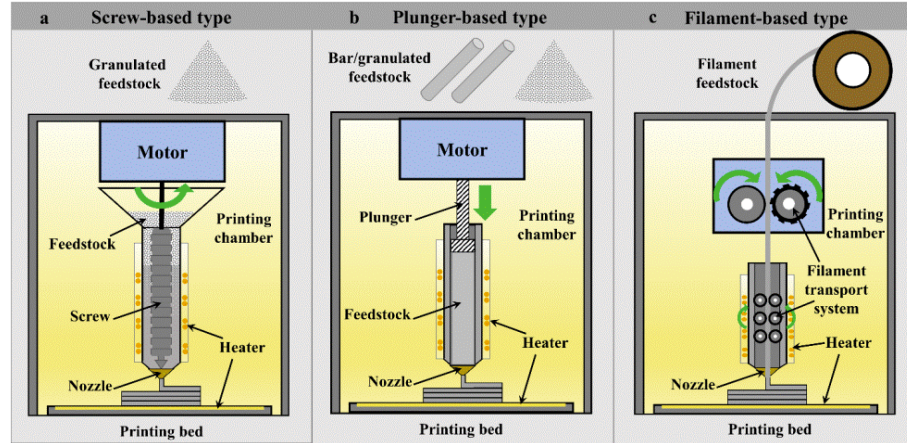 a Screw-based type
Granulated
feedstock
Motor
Feedstock
Printing
chamber
Screw
Heater
Nozzle
Printing bed
b Plunger-based type
Bar/granulated
feedstock
Motor
Plunger
Printing
chamber
Feedstock
Heater
Nozzle
Printing bed
c Filament-based type
Filament
feedstock
Printing
chamber
Filament
transport
system
Heater
Nozzle
Printing bed